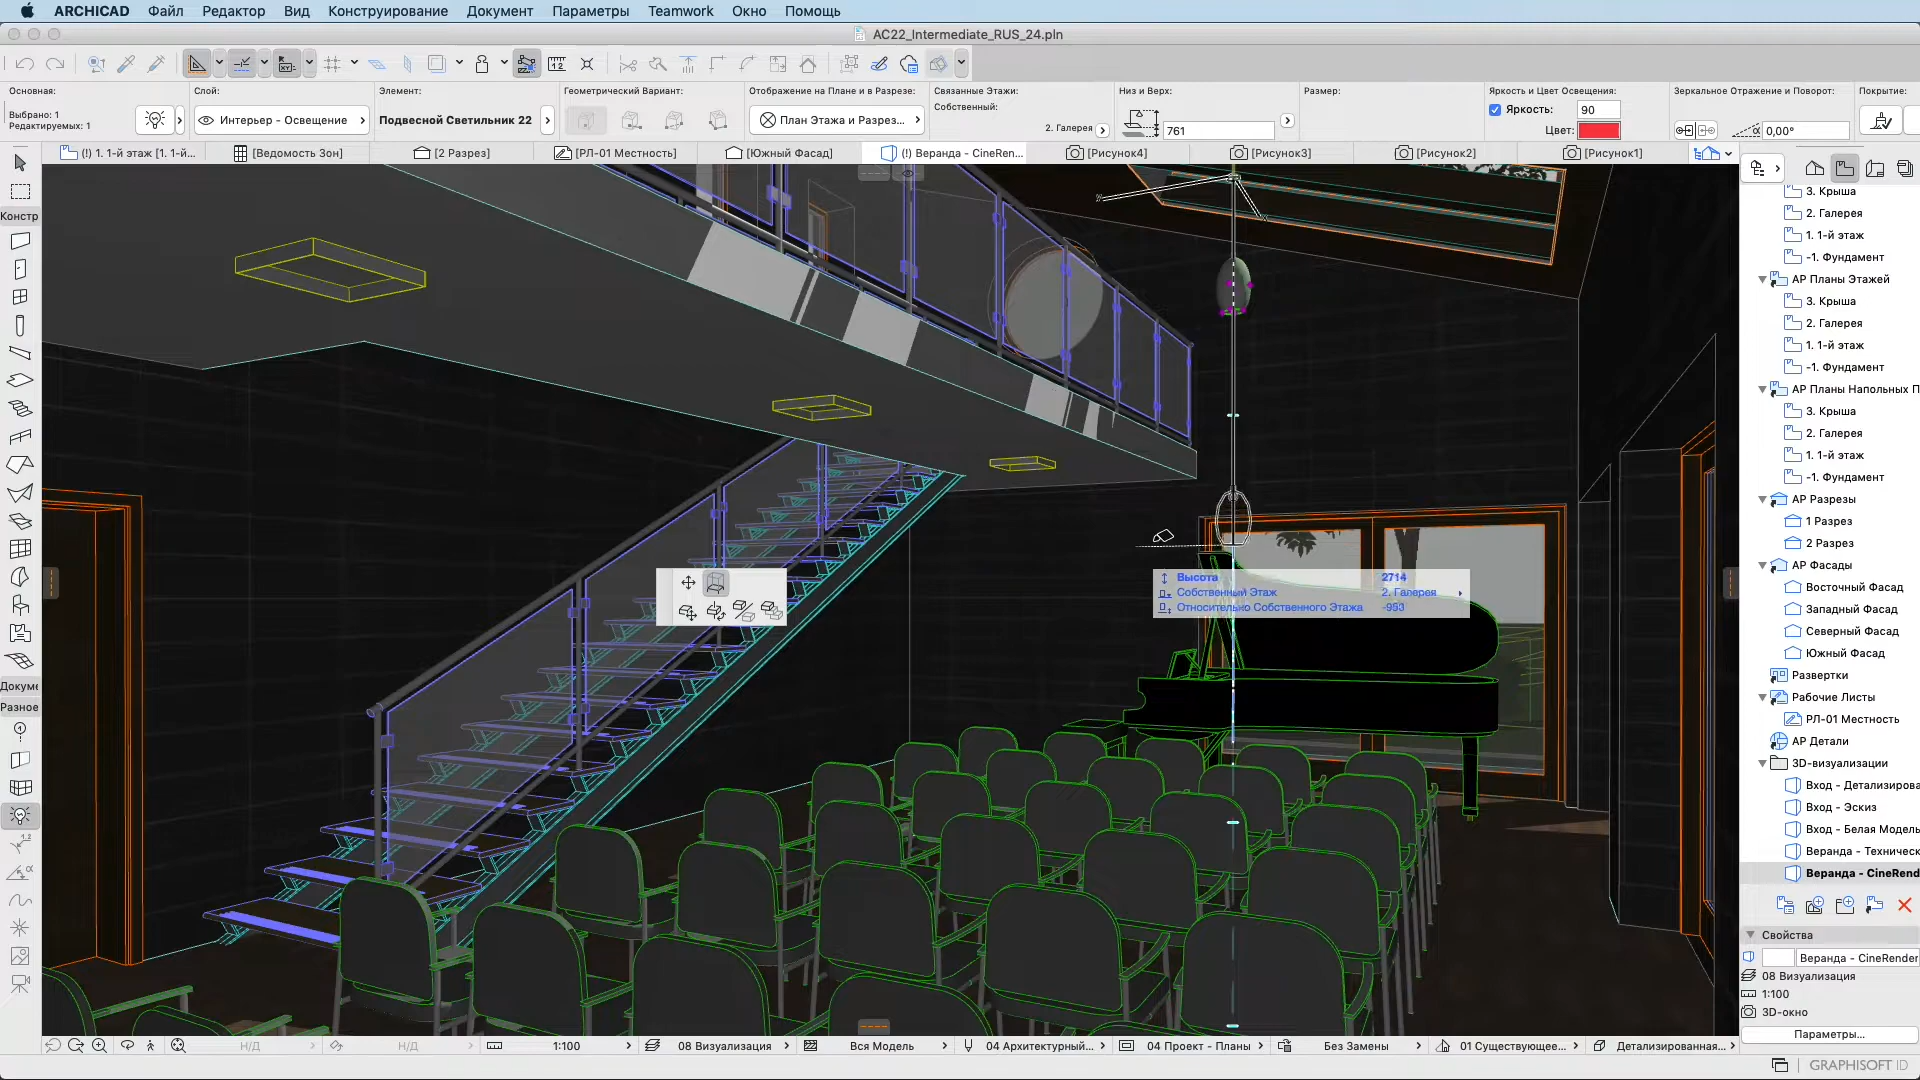 ARCHICAD Файл Редактор Вид Конструирование Документ Параметры Teamwork Окно Помощь
AC22_Intermediate_RUS_24.pln
Основная: Слой: Элемент: Геометрический Вариант: Отображение на Плане и в Разрезе: Связанные Этажи: Низ и Верх: Размер: Яркость и Цвет Освещения: Зеркальное Отражение и Поворот: Покрытие:
Выбрано: 1
Редактируемых: 1
Интерьер - Освещение
Подвесной Светильник 22
План Этажа и Разрез...
Собственный:
2. Галерея
761
Яркость: 90
Цвет:
0,00°
(!) 1. 1-й этаж [1. 1-й...
[Ведомость Зон]
[2 Разрез]
[РЛ-01 Местность]
[Южный Фасад]
(!) Веранда - CineRen...
[Рисунок4]
[Рисунок3]
[Рисунок2]
[Рисунок1]
Констр
Докуме
Разное
Высота 2714
Собственный Этаж 2. Галерея
Относительно Собственного Этажа -993
3. Крыша
2. Галерея
1. 1-й этаж
-1. Фундамент
АР Планы Этажей
3. Крыша
2. Галерея
1. 1-й этаж
-1. Фундамент
АР Планы Напольных П
3. Крыша
2. Галерея
1. 1-й этаж
-1. Фундамент
АР Разрезы
1 Разрез
2 Разрез
АР Фасады
Восточный Фасад
Западный Фасад
Северный Фасад
Южный Фасад
Развертки
Рабочие Листы
РЛ-01 Местность
АР Детали
3D-визуализации
Вход - Детализирова
Вход - Эскиз
Вход - Белая Модель
Веранда - Техническ
Веранда - CineRend
Свойства
Веранда - CineRender
08 Визуализация
1:100
3D-окно
Параметры...
Н/Д Н/Д 1:100 08 Визуализация Вся Модель 04 Архитектурный... 04 Проект - Планы Без Замены 01 Существующее... Детализированная...
GRAPHISOFT ID